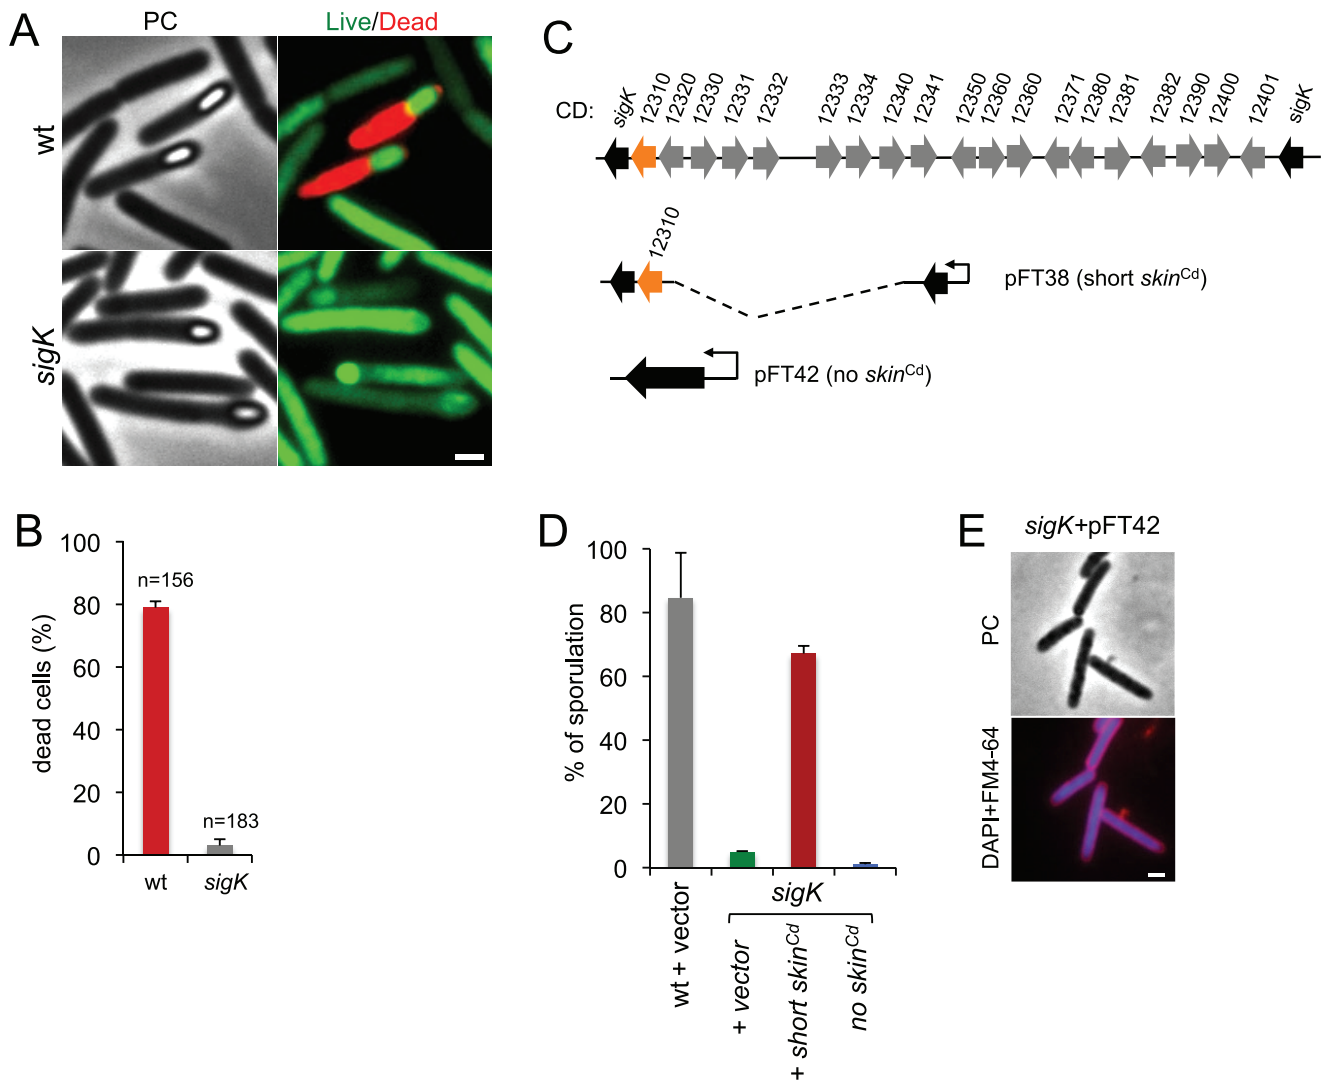 A
PC
Live/Dead
wt
sigK
B
100
80
60
40
20
0
dead cells (%)
n=156
n=183
wt
sigK
C
CD:
sigK
12310
12320
12330
12331
12332
12333
12334
12340
12341
12350
12360
12360
12371
12380
12381
12382
12390
12400
12401
sigK
12310
pFT38 (short skinCd)
pFT42 (no skinCd)
D
100
80
60
40
20
0
% of sporulation
wt + vector
sigK
+ vector
+ short skinCd
no skinCd
E
sigK+pFT42
PC
DAPI+FM4-64